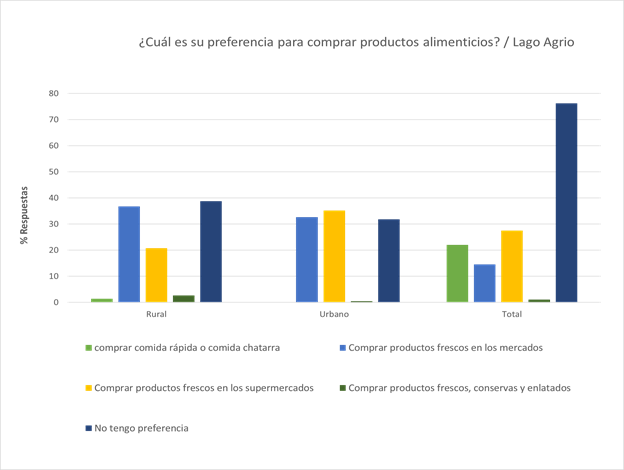 ¿Cuál es su preferencia para comprar productos alimenticios? / Lago Agrio
% Respuestas
80
70
60
50
40
30
20
10
0
Rural Urbano Total
comprar comida rápida o comida chatarra Comprar productos frescos en los mercados
Comprar productos frescos en los supermercados Comprar productos frescos, conservas y enlatados
No tengo preferencia